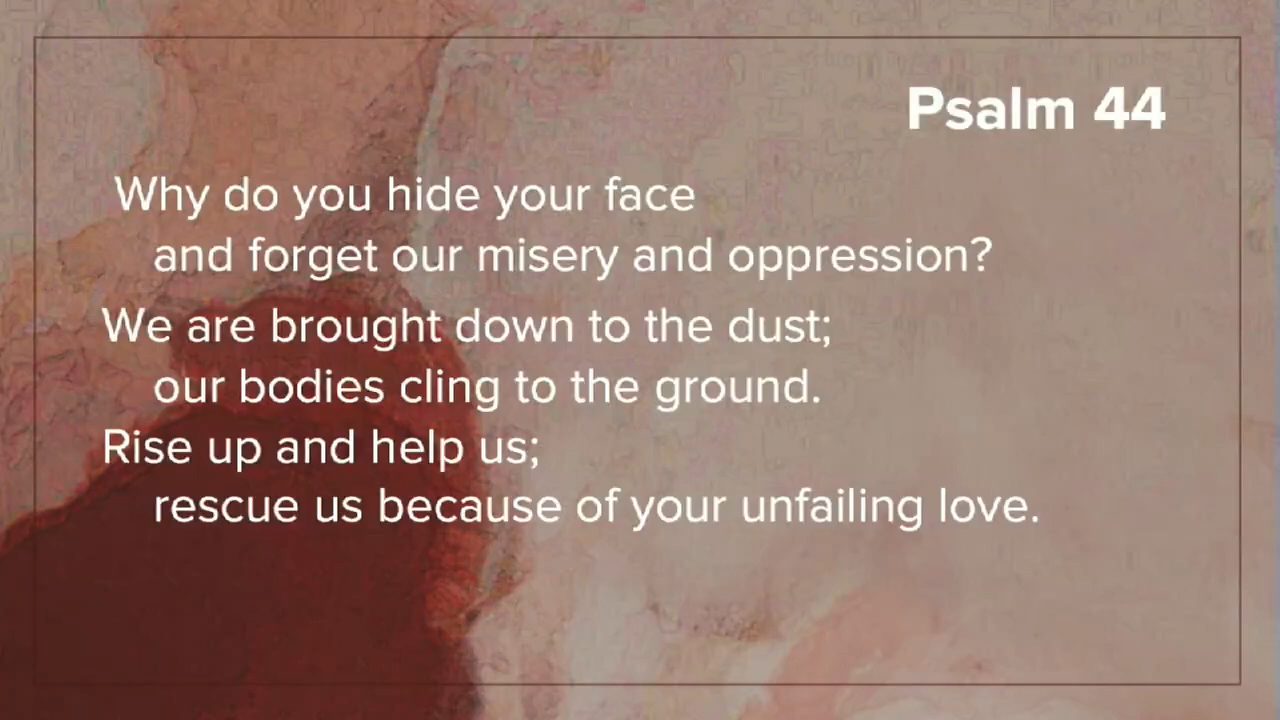 Psalm 44
Why do you hide your face
and forget our misery and oppression?
We are brought down to the dust;
our bodies cling to the ground.
Rise up and help us;
rescue us because of your unfailing love.